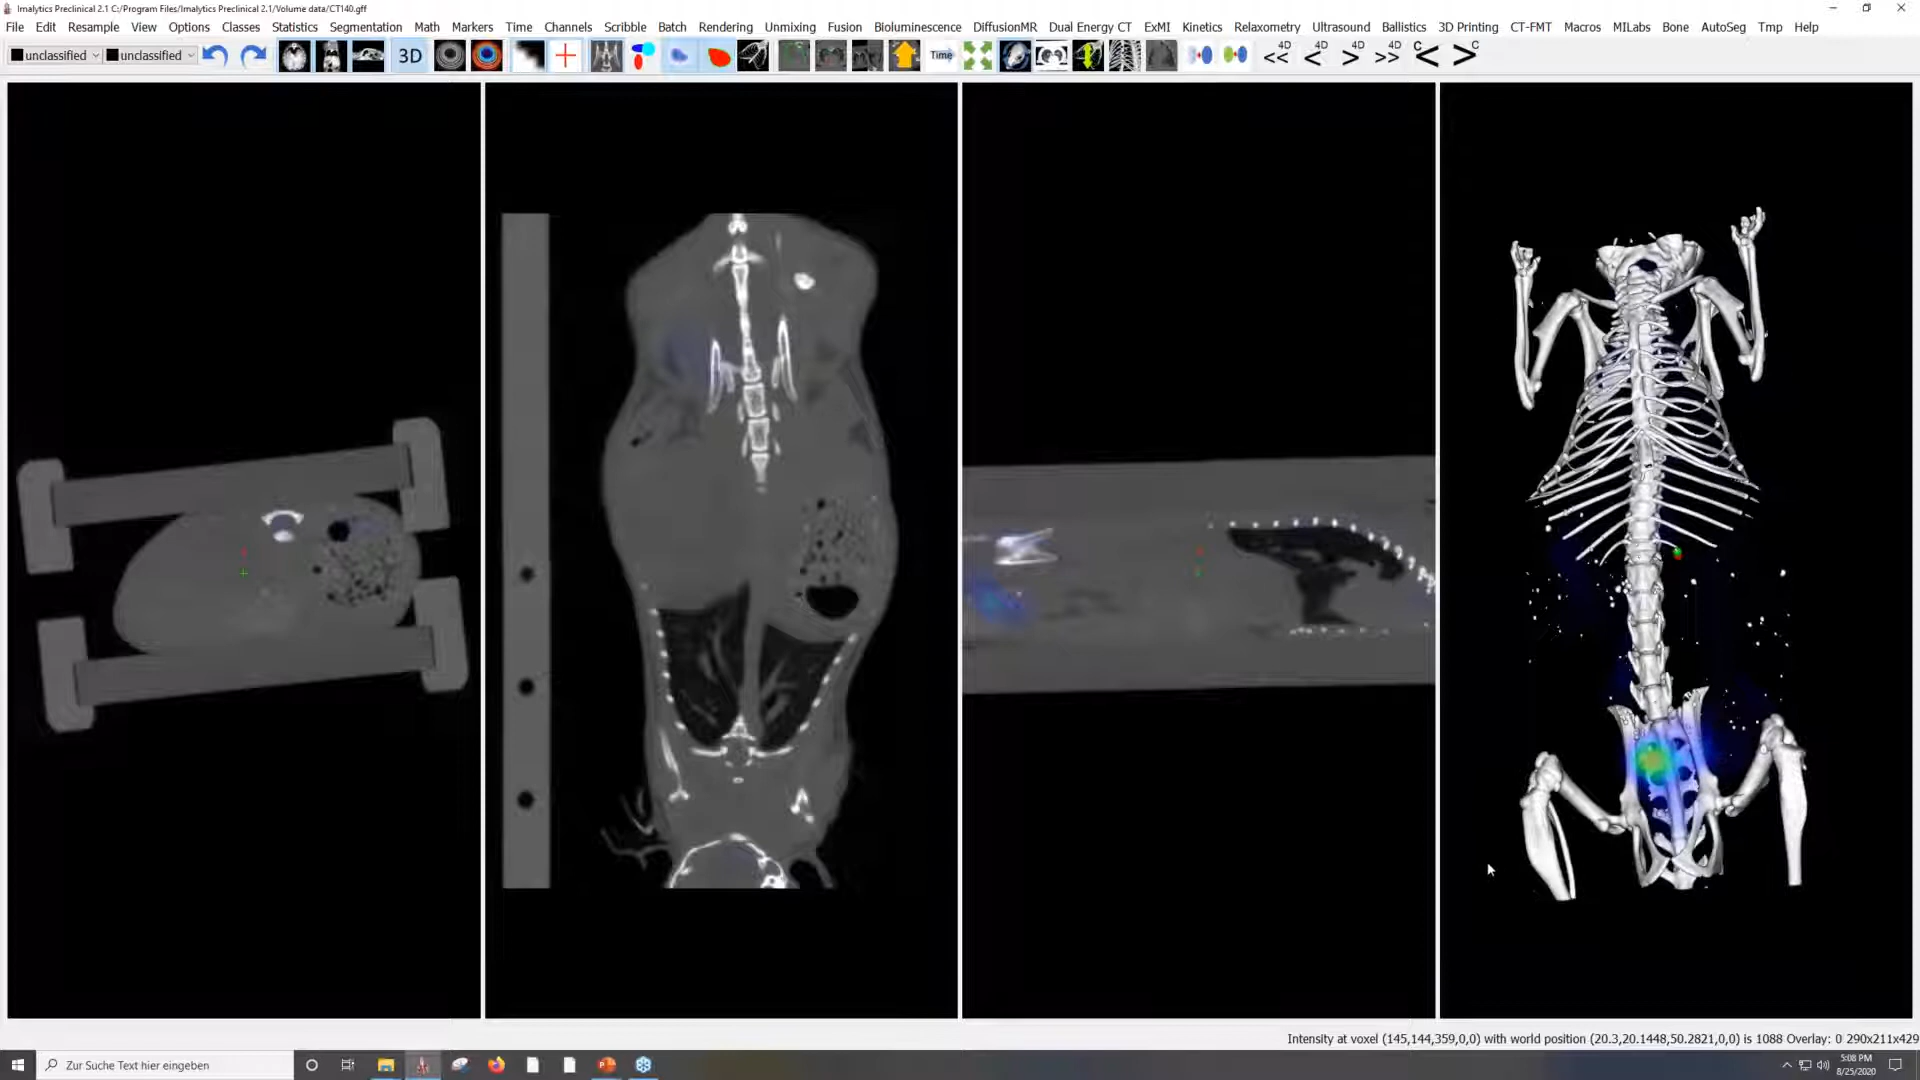 Imalytics Preclinical 2.1 C:/Program Files/Imalytics Preclinical 2.1/Volume data/CT140.gff
File Edit Resample View Options Classes Statistics Segmentation Math Markers Time Channels Scribble Batch Rendering Unmixing Fusion Bioluminescence DiffusionMR Dual Energy CT ExMI Kinetics Relaxometry Ultrasound Ballistics 3D Printing CT-FMT Macros MILabs Bone AutoSeg Tmp Help
unclassified unclassified 3D Time 4D << 4D < 4D > 4D >> C < C >
Intensity at voxel (145,144,359,0,0) with world position (20.3,20.1448,50.2821,0,0) is 1088 Overlay: 0 290x211x429
Zur Suche Text hier eingeben
5:08 PM
8/25/2020